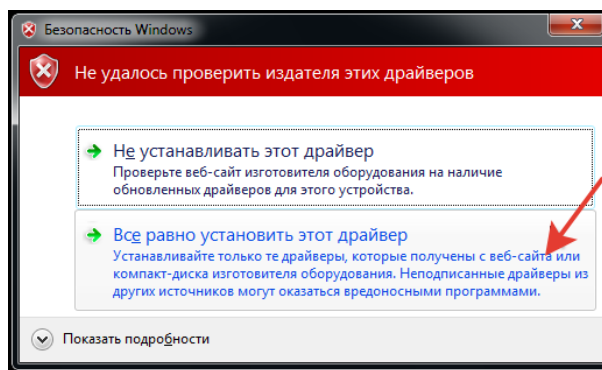 Безопасность Windows
Не удалось проверить издателя этих драйверов
Не устанавливать этот драйвер
Проверьте веб-сайт изготовителя оборудования на наличие
обновленных драйверов для этого устройства.
Все равно установить этот драйвер
Устанавливайте только те драйверы, которые получены с веб-сайта или
компакт-диска изготовителя оборудования. Неподписанные драйверы из
других источников могут оказаться вредоносными программами.
Показать подробности